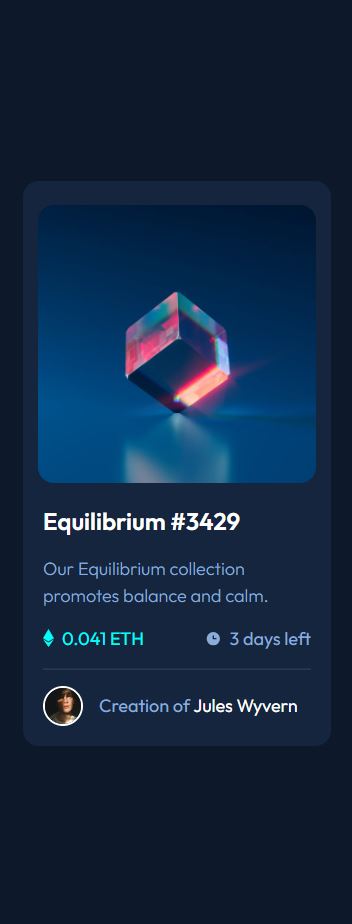 Equilibrium #3429
Our Equilibrium collection
promotes balance and calm.
0.041 ETH 3 days left
Creation of Jules Wyvern